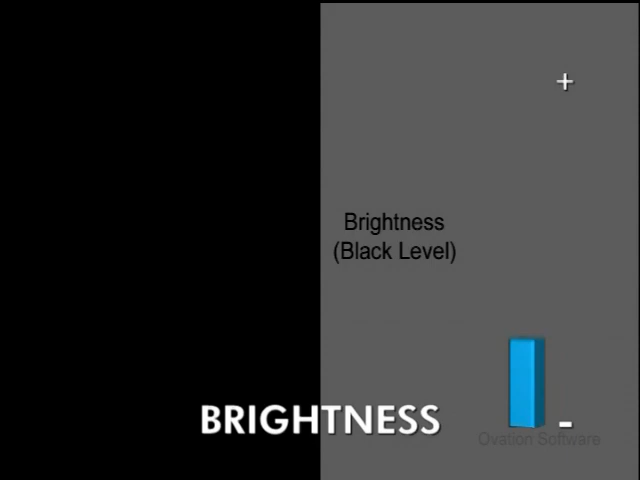 +
Brightness
(Black Level)
BRIGHTNESS
-
Ovation Software